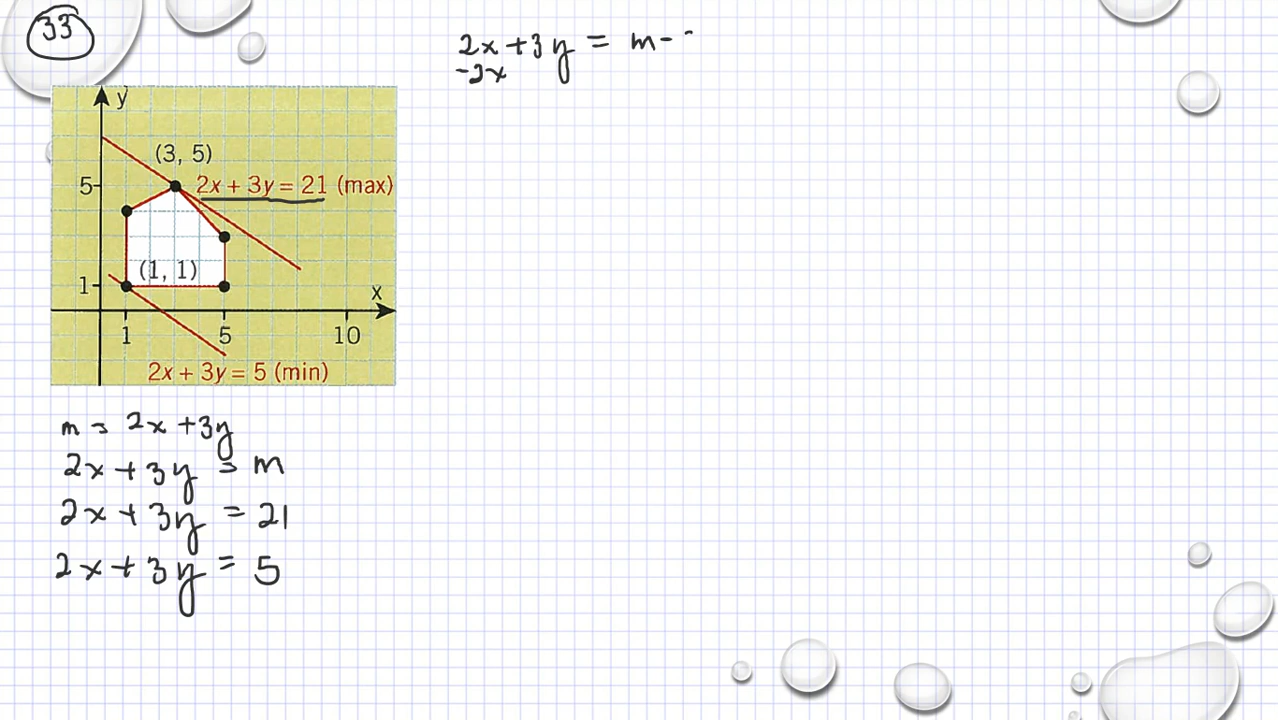 33
2x + 3y = m -
-2x
y
(3, 5)
5
2x + 3y = 21 (max)
(1, 1)
1
x
1 5 10
2x + 3y = 5 (min)
m = 2x + 3y
2x + 3y = m
2x + 3y = 21
2x + 3y = 5